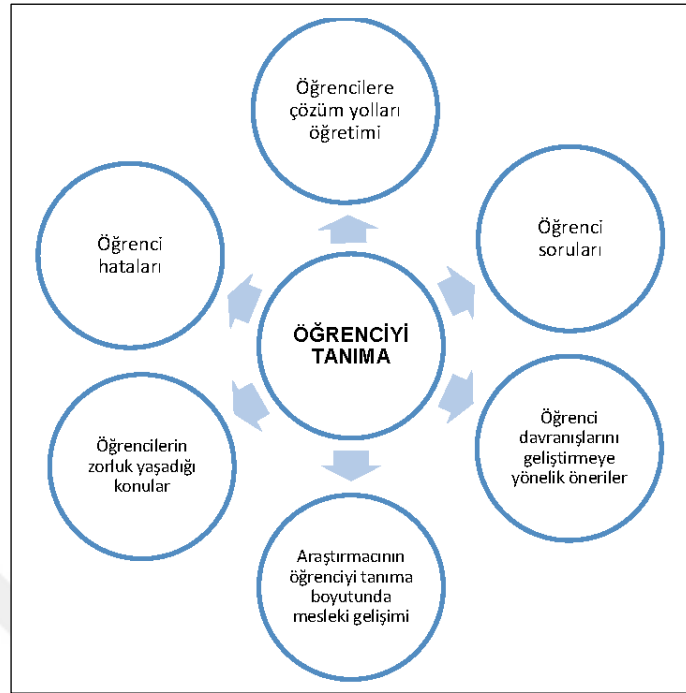 Öğrencilere
çözüm yolları
öğretimi
Öğrenci
soruları
Öğrenci
davranışlarını
geliştirmeye
yönelik öneriler
Araştırmacının
öğrenciyi tanıma
boyutunda
mesleki gelişimi
Öğrencilerin
zorluk yaşadığı
konular
Öğrenci
hataları
ÖĞRENCİYİ
TANIMA